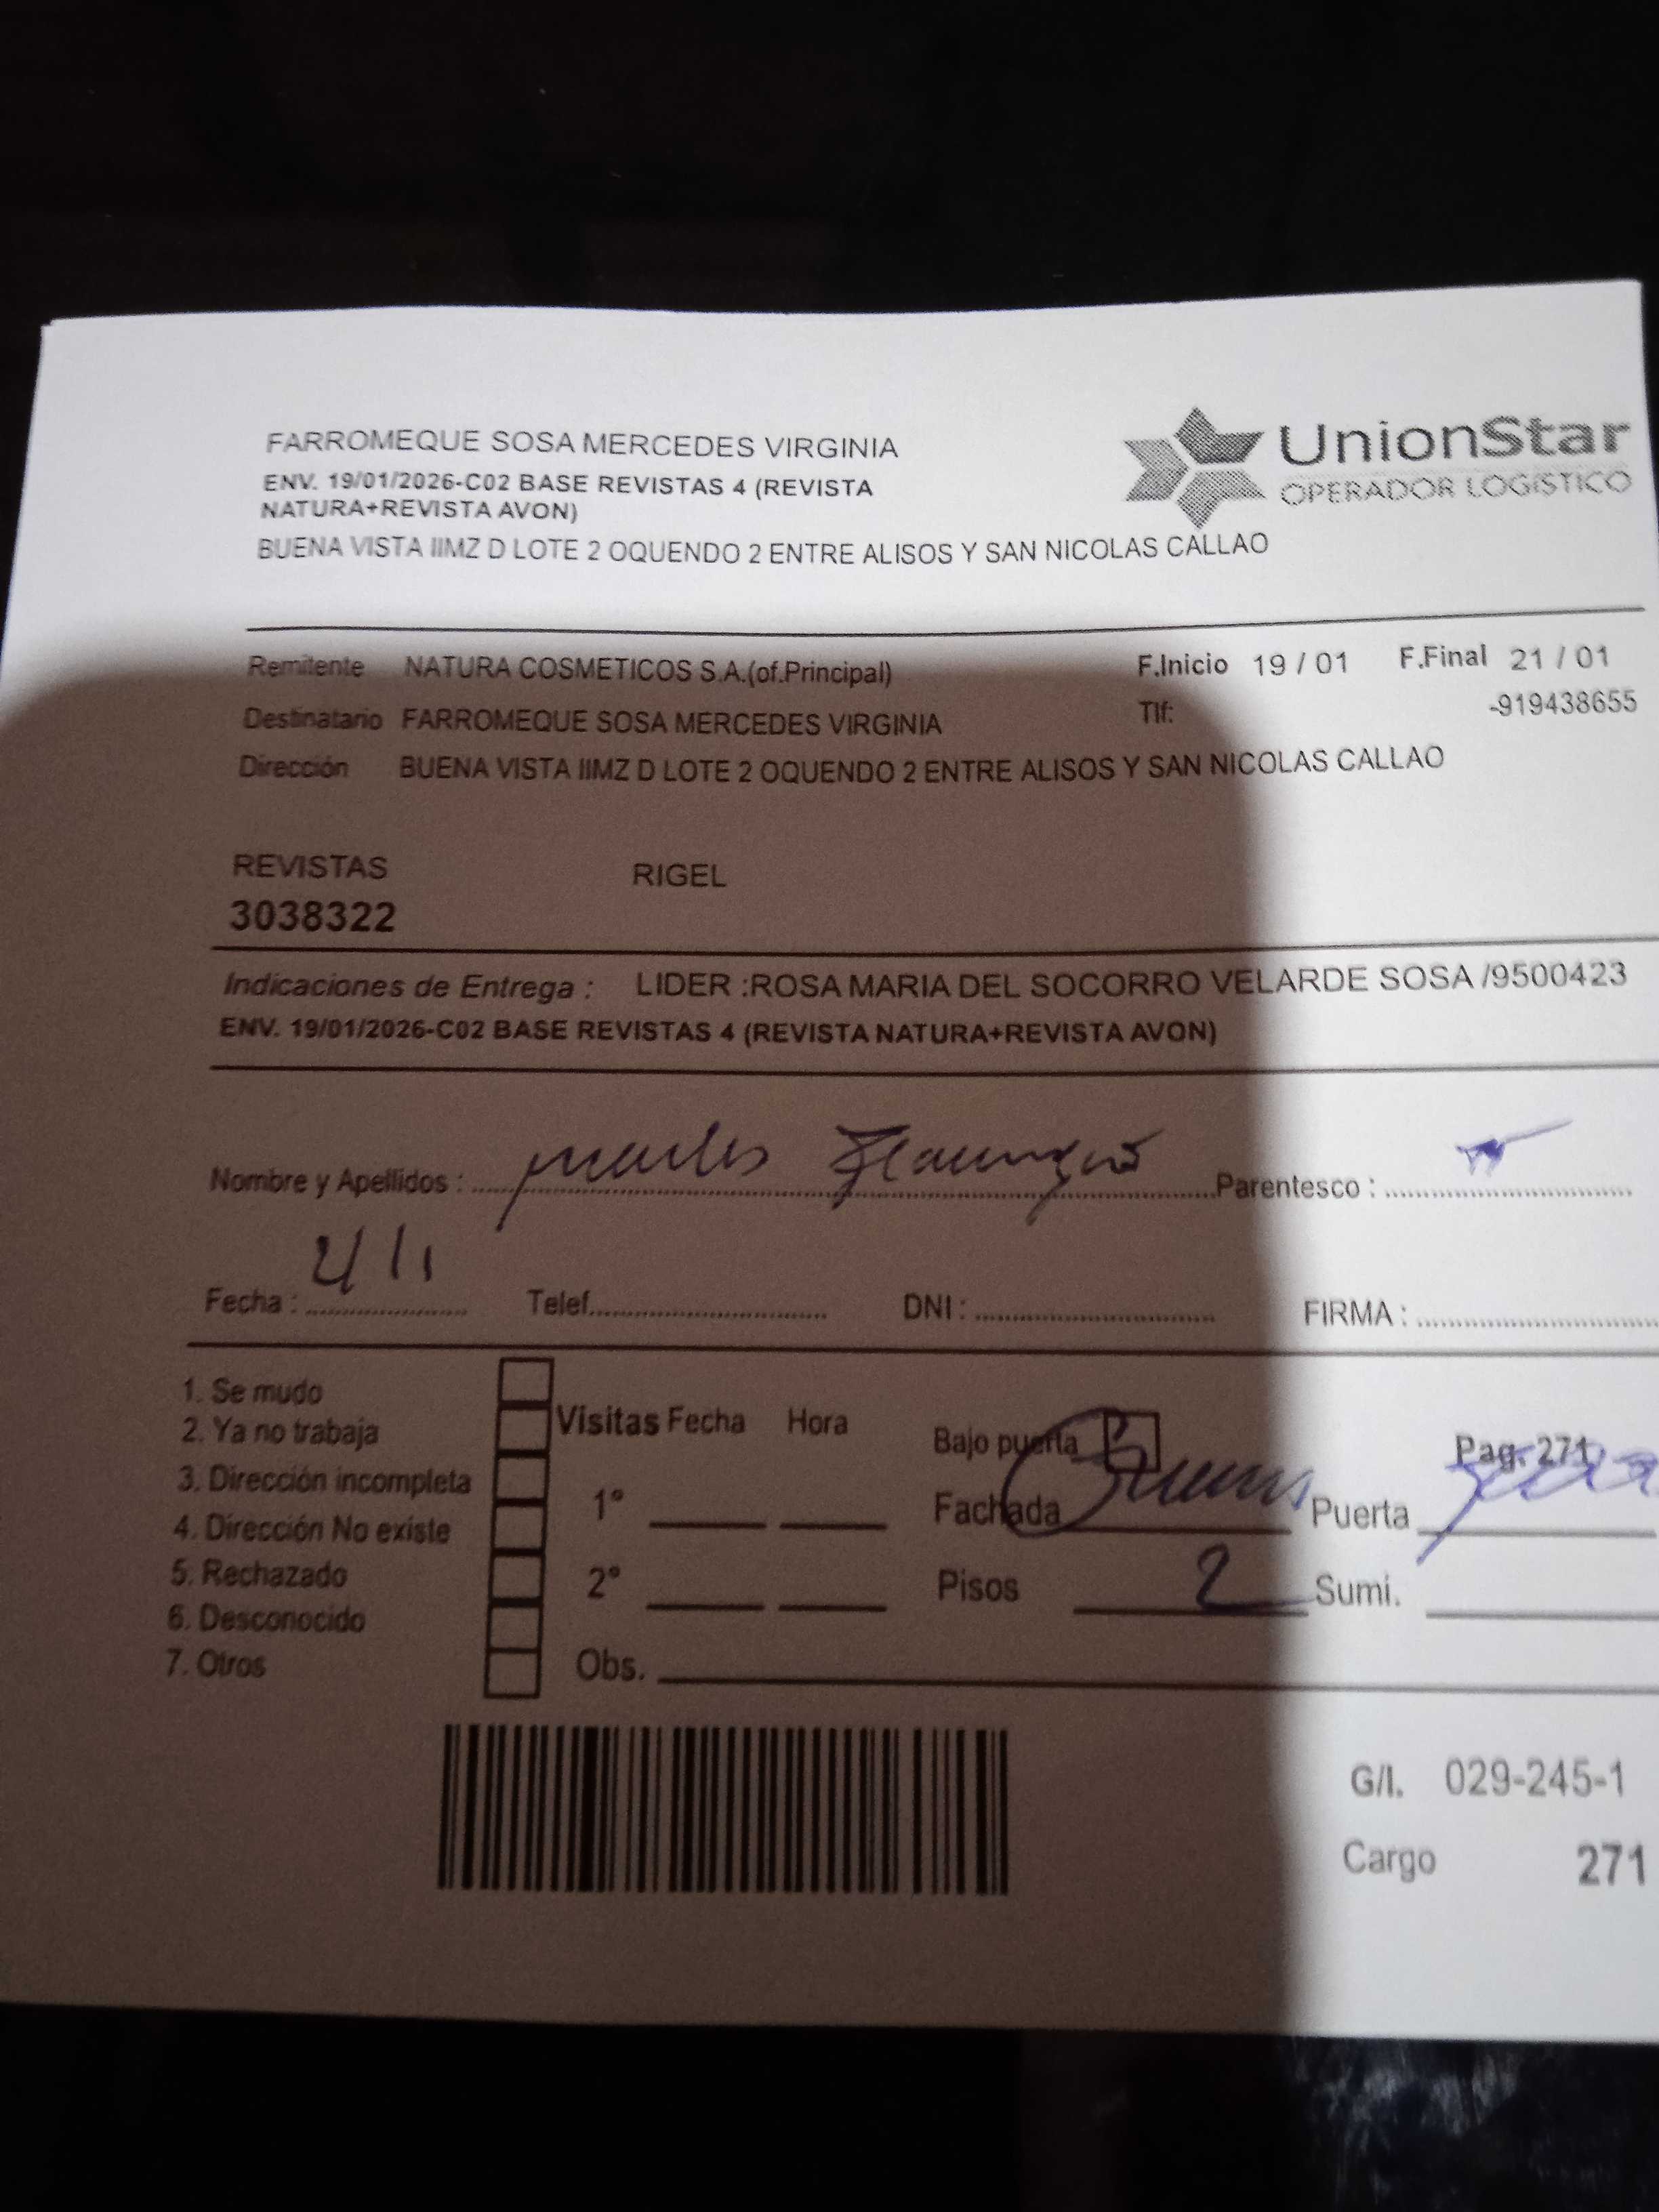 FARROMEQUE SOSA MERCEDES VIRGINIA
ENV. 19/01/2026-C02 BASE REVISTAS 4 (REVISTA
NATURA+REVISTA AVON)
BUENA VISTA IIMZ D LOTE 2 OQUENDO 2 ENTRE ALISOS Y SAN NICOLAS CALLAO
UnionStar
OPERADOR LOGÍSTICO
Remitente NATURA COSMETICOS S.A.(of.Principal) F.Inicio 19 / 01 F.Final 21 / 01
Destinatario FARROMEQUE SOSA MERCEDES VIRGINIA Tlf: -919438655
Dirección BUENA VISTA IIMZ D LOTE 2 OQUENDO 2 ENTRE ALISOS Y SAN NICOLAS CALLAO
REVISTAS RIGEL
3038322
Indicaciones de Entrega : LIDER :ROSA MARIA DEL SOCORRO VELARDE SOSA /9500423
ENV. 19/01/2026-C02 BASE REVISTAS 4 (REVISTA NATURA+REVISTA AVON)
Nombre y Apellidos : Parentesco :
Fecha : Telef. DNI : FIRMA :
1. Se mudo
2. Ya no trabaja
3. Dirección incompleta
4. Dirección No existe
5. Rechazado
6. Desconocido
7. Otros
Visitas Fecha Hora
1°
2°
Obs.
Bajo puerta Pag. 271
Fachada Puerta
Pisos 2 Sumi.
G/I. 029-245-1
Cargo 271